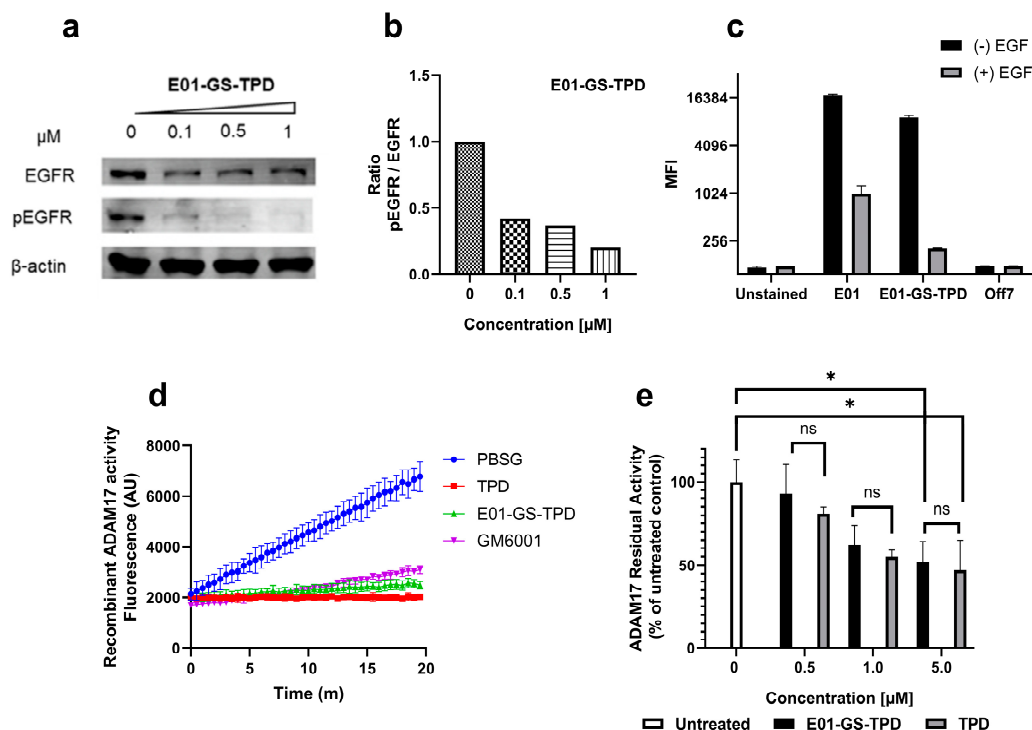 a
E01-GS-TPD
µM 0 0.1 0.5 1
EGFR
pEGFR
β-actin
b
E01-GS-TPD
Ratio
pEGFR / EGFR
1.5
1.0
0.5
0.0
0 0.1 0.5 1
Concentration [µM]
c
(-) EGF
(+) EGF
MFI
16384
4096
1024
256
Unstained E01 E01-GS-TPD Off7
d
Recombinant ADAM17 activity
Fluorescence (AU)
8000
6000
4000
2000
0
0 5 10 15 20
Time (m)
PBSG
TPD
E01-GS-TPD
GM6001
e
*
*
ns
ns
ns
ADAM17 Residual Activity
(% of untreated control)
100
50
0
0 0.5 1.0 5.0
Concentration [µM]
Untreated E01-GS-TPD TPD